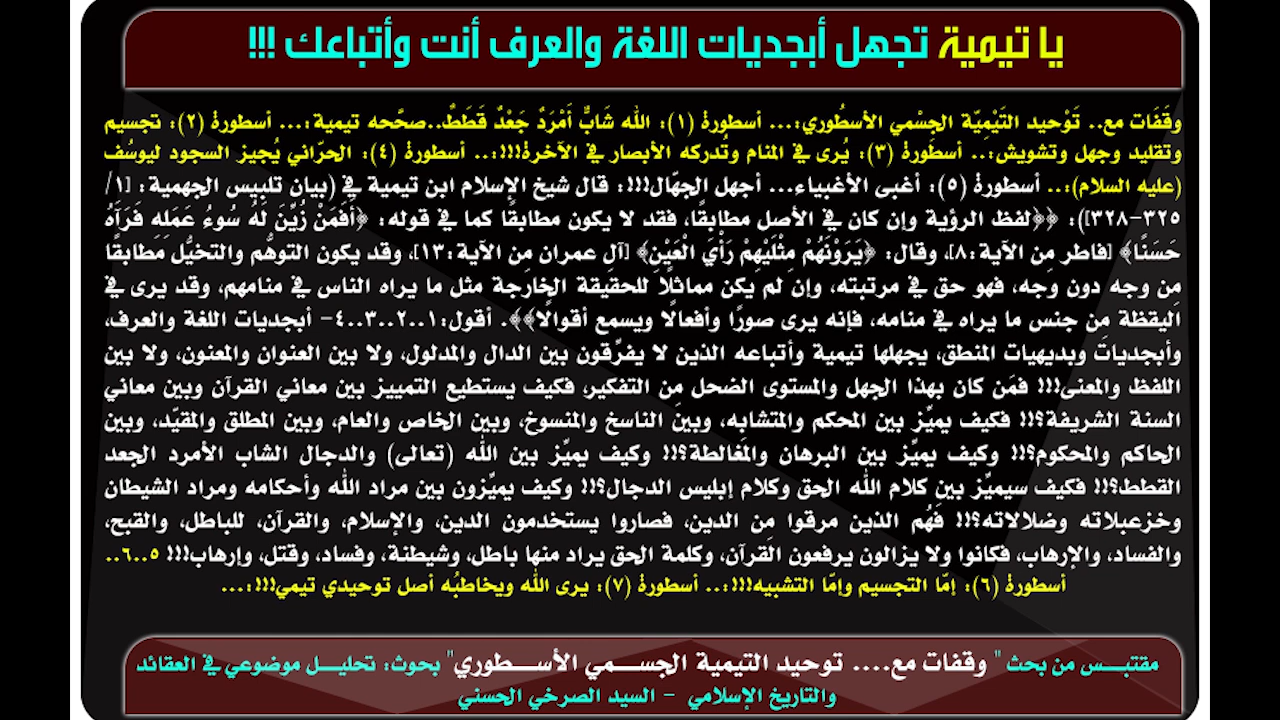 يا تيمية تجهل أبجديات اللغة والعرف أنت وأتباعك !!!
وقَفَات مع.. تَوْحيد التَيْمِيّة الجِسْمي الأسطُوري:... أسطورة (١): الله شَابٌّ أَمْرَدٌ جَعْدٌ قَطَطٌ..صحَّحه تيمية:... أسطورة (٢): تجسيم
وتقليد وجهل وتشويش:.. أسطورة (٣): يُرى في المنام وتُدركه الأبصار في الآخرة!!!:.. أسطورة (٤): الحرّاني يُجيز السجود ليوسُف
(عليه السلام):.. أسطورة (٥): أغبى الأغبياء... أجهل الجهّال!!!: قال شيخ الإسلام ابن تيمية في (بيان تلبيس الجهمية: [١/
٣٢٥-٣٢٨]): {{لفظ الرؤية وإن كان في الأصل مطابقًا، فقد لا يكون مطابقًا كما في قوله: {أَفَمَنْ زُيِّنَ لَهُ سُوءُ عَمَلِهِ فَرَآهُ
حَسَنًا} [فاطر من الآية:٨]، وقال: {يَرَوْنَهُمْ مِثْلَيْهِمْ رَأْيَ الْعَيْنِ} [آل عمران من الآية:١٣]، وقد يكون التوهُّم والتخيُّل مطابقًا
مِن وجه دون وجه، فهو حق في مرتبته، وإن لم يكن مماثلًا للحقيقة الخارجة مثل ما يراه الناس في منامهم، وقد يرى في
اليقظة مِن جنس ما يراه في منامه، فإنه يرى صورًا وأفعالًا ويسمع أقوالًا}}. أقول:١..٢..٣..٤- أبجديات اللغة والعرف،
وأبجديات وبديهيات المنطق، يجهلها تيمية وأتباعه الذين لا يفرِّقون بين الدال والمدلول، ولا بين العنوان والمعنون، ولا بين
اللفظ والمعنى!!! فمَن كان بهذا الجهل والمستوى الضحل مِن التفكير، فكيف يستطيع التمييز بين معاني القرآن وبين معاني
السنة الشريفة؟!! فكيف يميِّز بين المحكم والمتشابه، وبين الناسخ والمنسوخ، وبين الخاص والعام، وبين المطلق والمقيّد، وبين
الحاكم والمحكوم؟!! وكيف يميِّز بين البرهان والمغالطة؟!! وكيف يميِّز بين الله (تعالى) والدجال الشاب الأمرد الجعد
القطط؟!! فكيف سيميِّز بين كلام الله الحق وكلام إبليس الدجال؟!! وكيف يميِّزون بين مراد الله وأحكامه ومراد الشيطان
وخزعبلاته وضلالاته؟!! فهُم الذين مرقوا مِن الدين، فصاروا يستخدمون الدين، والإسلام، والقرآن، للباطل، والقبح،
والفساد، والإرهاب، فكانوا ولا يزالون يرفعون القرآن، وكلمة الحق يراد منها باطل، وشيطنة، وفساد، وقتل، وإرهاب!!! ٥..٦..
أسطورة (٦): إمّا التجسيم وإمّا التشبيه!!!:.. أسطورة (٧): يرى الله ويخاطبُه أصل توحيدي تيمي!!!:...
مقتبس من بحث " وقفات مع.... توحيد التيمية الجسمي الأسطوري" بحوث: تحليل موضوعي في العقائد
والتاريخ الإسلامي - السيد الصرخي الحسني